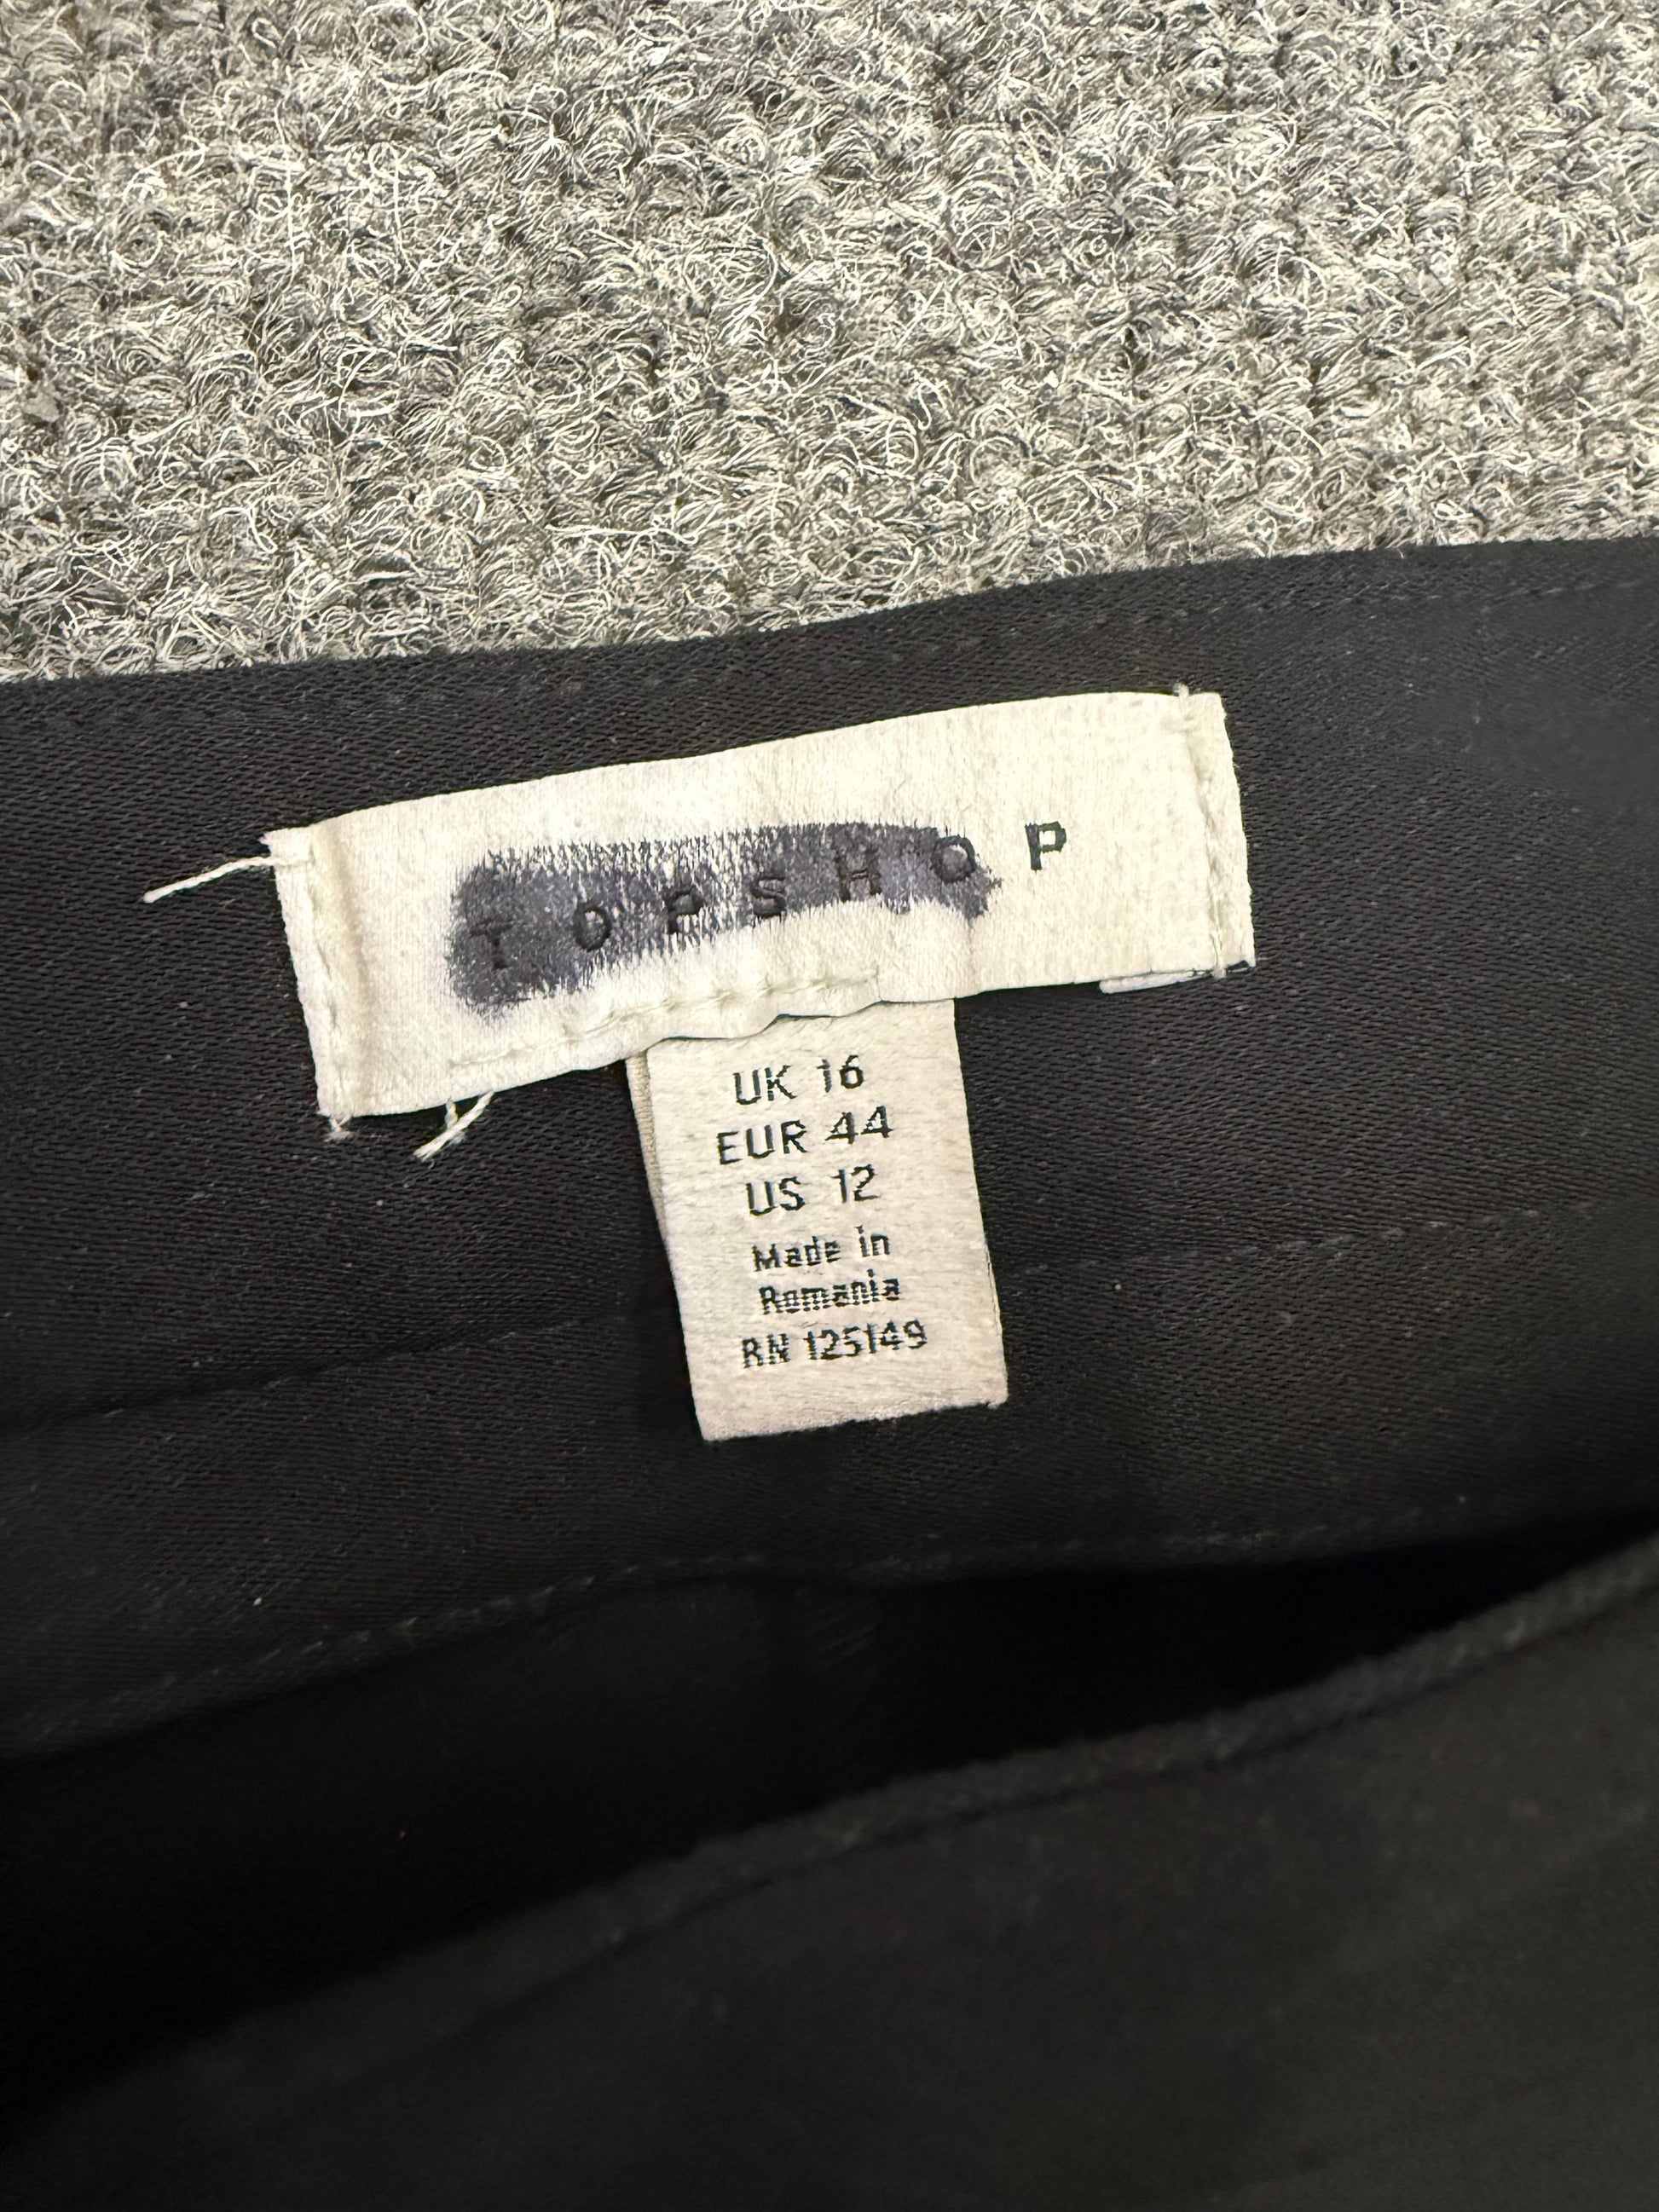 TOPSHOP
UK 16
EUR 44
US 12
Made in
Romania
RN 125149